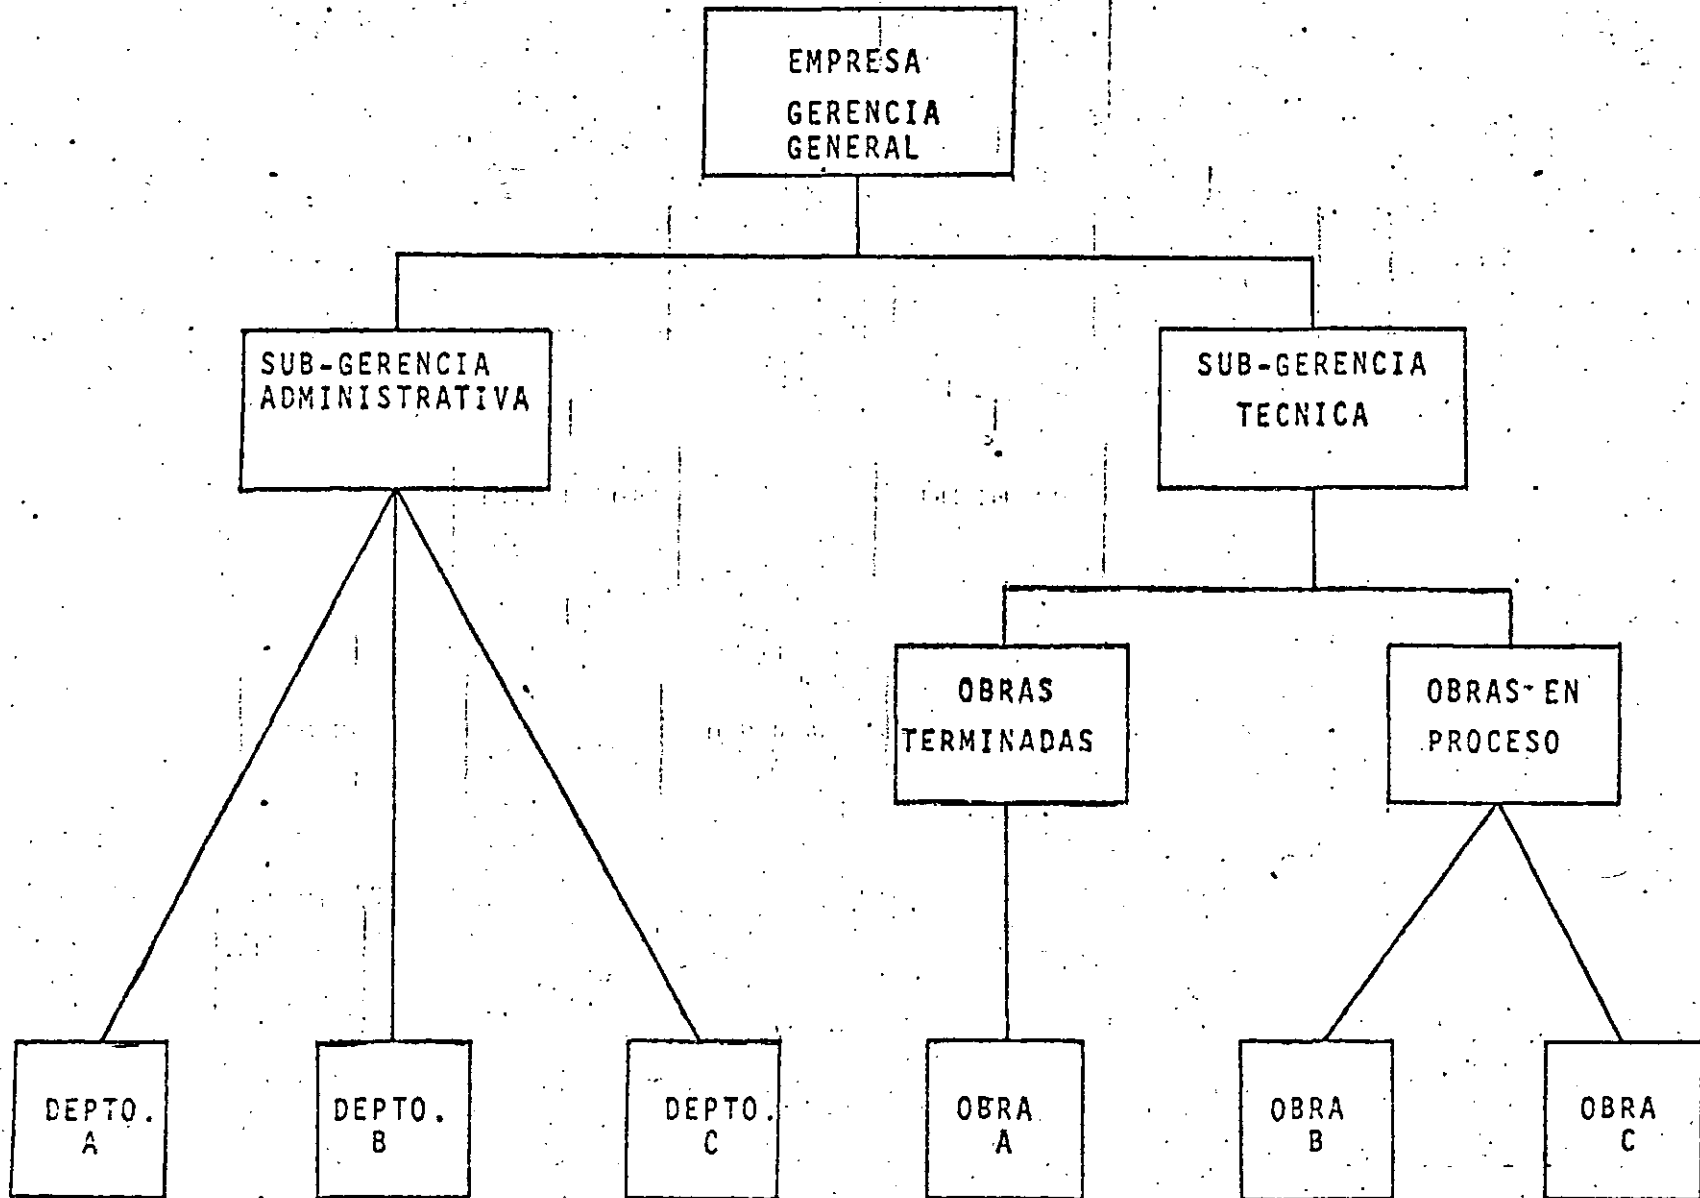 EMPRESA
GERENCIA
GENERAL
SUB-GERENCIA
ADMINISTRATIVA
SUB-GERENCIA
TECNICA
OBRAS
TERMINADAS
OBRAS EN
PROCESO
DEPTO.
A
DEPTO.
B
DEPTO.
C
OBRA
A
OBRA
B
OBRA
C